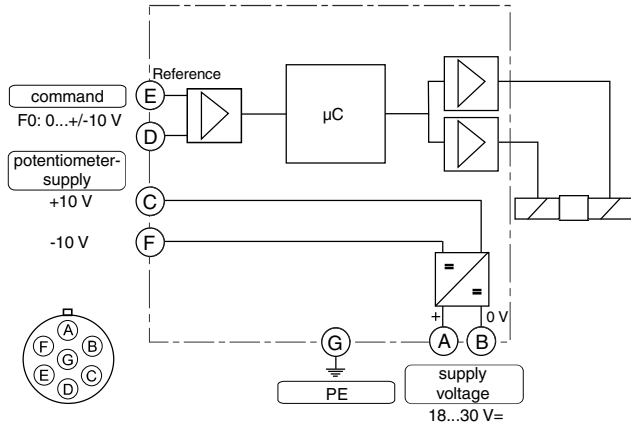 Reference
command
E
F0: 0...+/-10 V
D
µC
potentiometer-
supply
+10 V
C
-10 V
F
=
=
+
0 V
G
A
B
PE
supply
voltage
18...30 V=
A
F
B
G
E
C
D